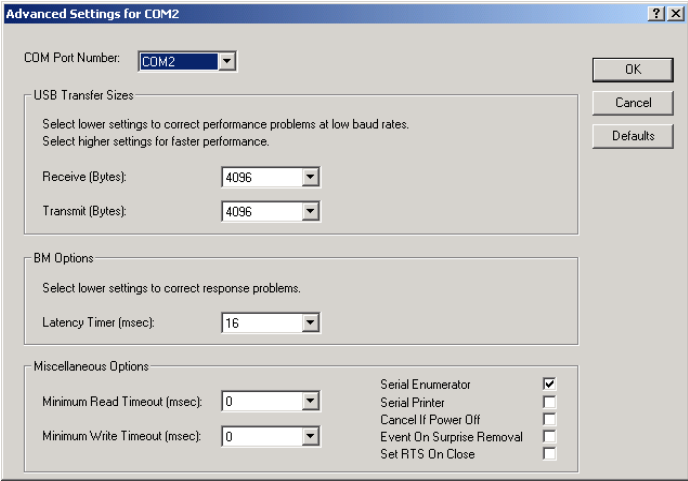 Advanced Settings for COM2
COM Port Number: COM2
OK
Cancel
Defaults
USB Transfer Sizes
Select lower settings to correct performance problems at low baud rates.
Select higher settings for faster performance.
Receive (Bytes): 4096
Transmit (Bytes): 4096
BM Options
Select lower settings to correct response problems.
Latency Timer (msec): 16
Miscellaneous Options
Minimum Read Timeout (msec): 0
Minimum Write Timeout (msec): 0
Serial Enumerator
Serial Printer
Cancel If Power Off
Event On Surprise Removal
Set RTS On Close